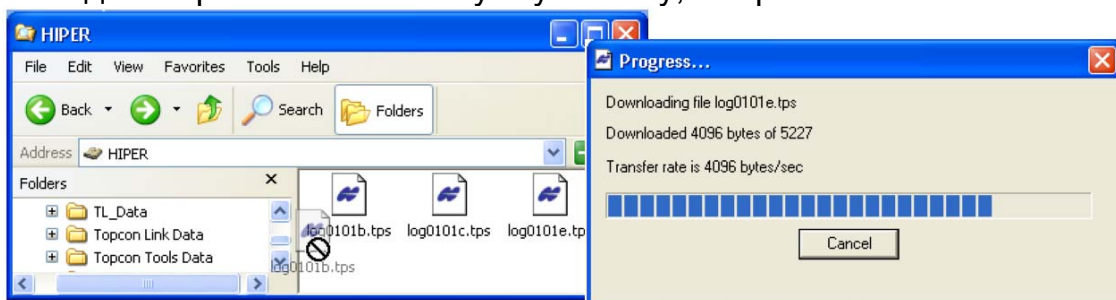 HIPER
File Edit View Favorites Tools Help
Back Search Folders
Address HIPER
Folders ×
TL_Data
Topcon Link Data
Topcon Tools Data
log0101b.tps log0101c.tps log0101e.tp
log0101b.tps
Progress...
Downloading file log0101e.tps
Downloaded 4096 bytes of 5227
Transfer rate is 4096 bytes/sec
Cancel